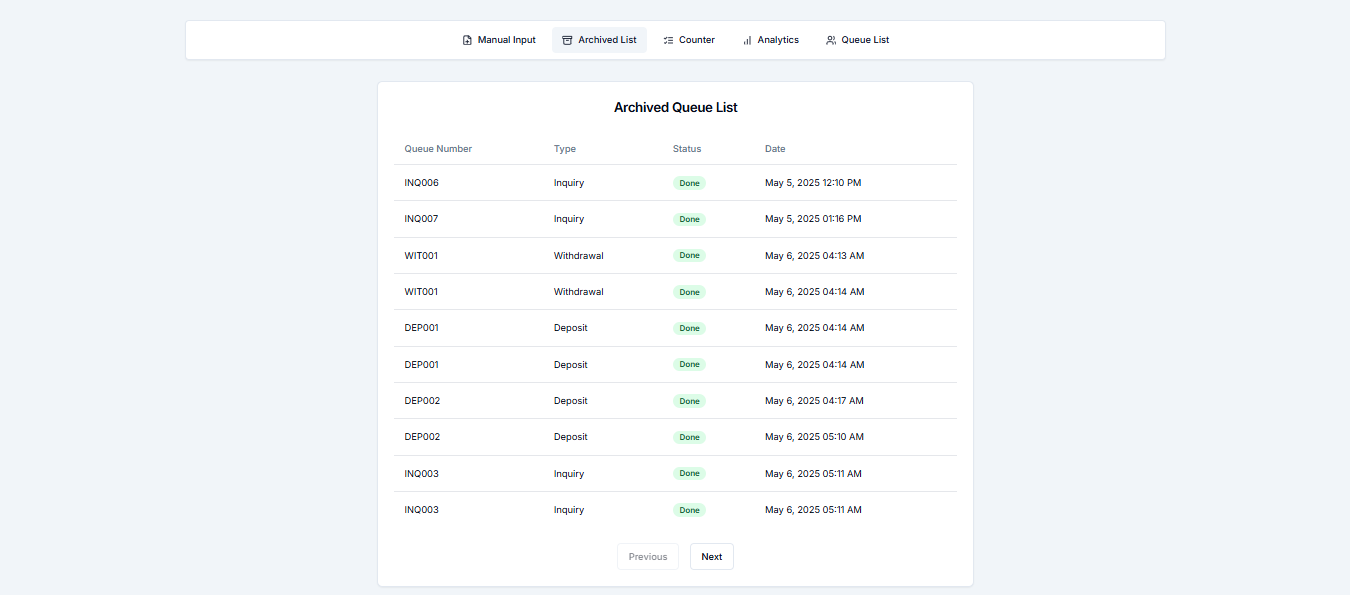 Manual Input Archived List Counter Analytics Queue List
Archived Queue List
Queue Number Type Status Date
INQ006 Inquiry Done May 5, 2025 12:10 PM
INQ007 Inquiry Done May 5, 2025 01:16 PM
WIT001 Withdrawal Done May 6, 2025 04:13 AM
WIT001 Withdrawal Done May 6, 2025 04:14 AM
DEP001 Deposit Done May 6, 2025 04:14 AM
DEP001 Deposit Done May 6, 2025 04:14 AM
DEP002 Deposit Done May 6, 2025 04:17 AM
DEP002 Deposit Done May 6, 2025 05:10 AM
INQ003 Inquiry Done May 6, 2025 05:11 AM
INQ003 Inquiry Done May 6, 2025 05:11 AM
Previous Next